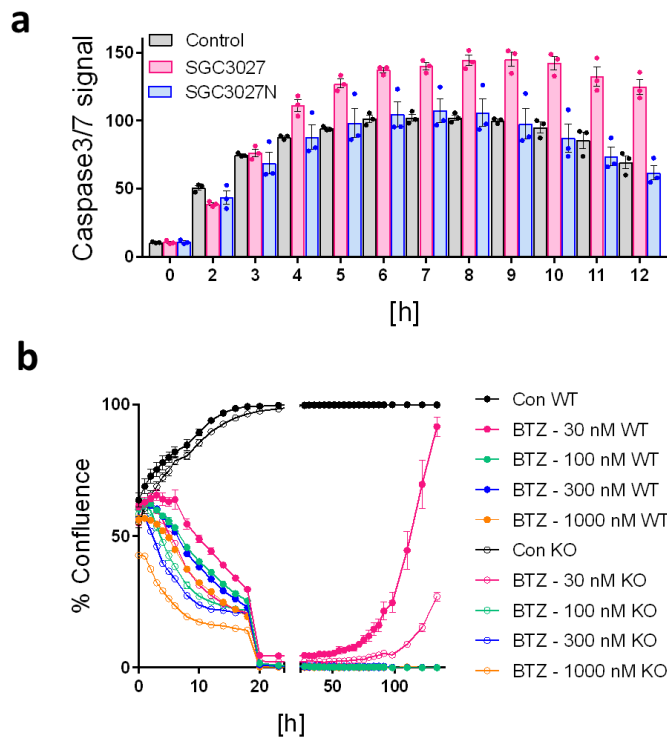 a
Control
SGC3027
SGC3027N
Caspase3/7 signal
150
100
50
0
0 2 3 4 5 6 7 8 9 10 11 12
[h]
b
% Confluence
100
50
0
0 10 20 50 100
[h]
Con WT
BTZ - 30 nM WT
BTZ - 100 nM WT
BTZ - 300 nM WT
BTZ - 1000 nM WT
Con KO
BTZ - 30 nM KO
BTZ - 100 nM KO
BTZ - 300 nM KO
BTZ - 1000 nM KO